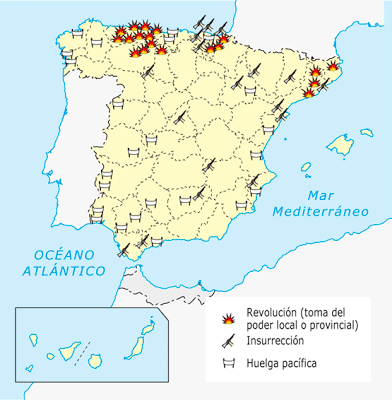 Mar
Mediterráneo
OCÉANO
ATLÁNTICO
Revolución (toma del
poder local o provincial)
Insurrección
Huelga pacífica